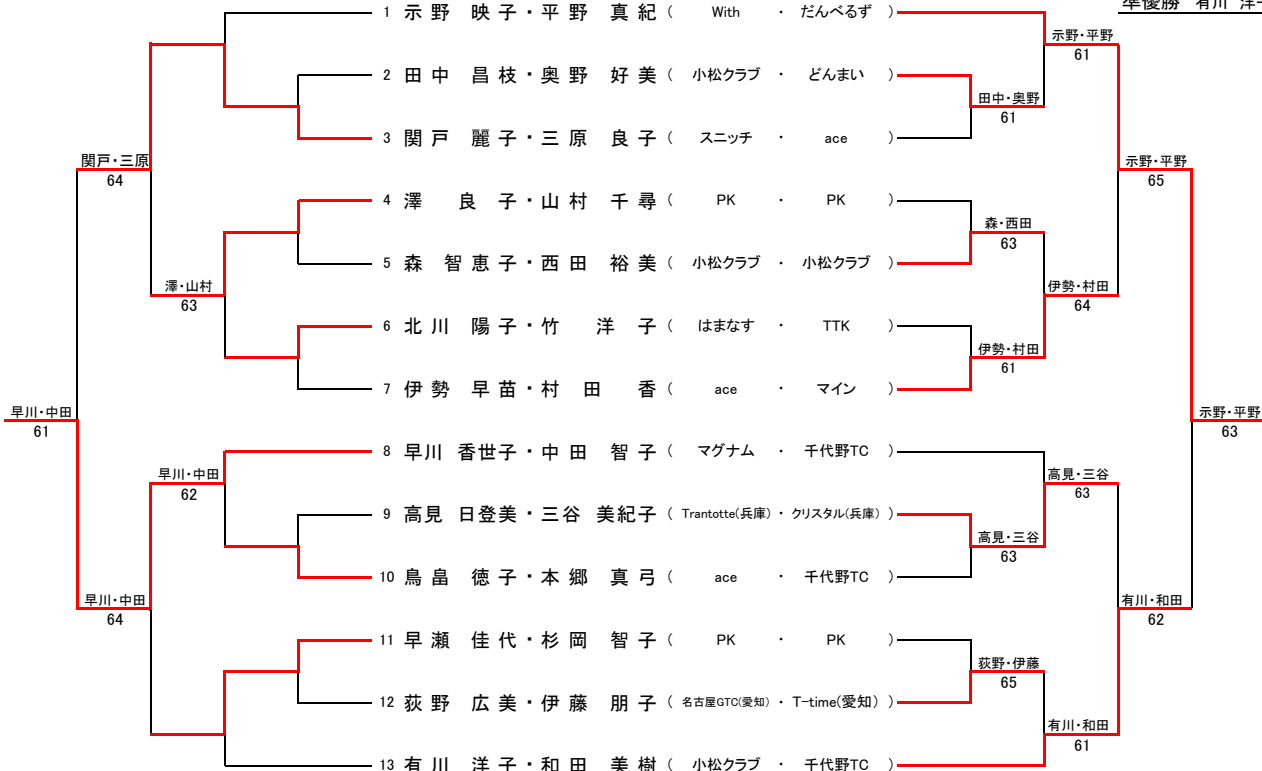 準優勝 有川 洋子
1 示野 映子・平野 真紀 ( With ・ だんべるず )
示野・平野
61
2 田中 昌枝・奥野 好美 ( 小松クラブ ・ どんまい )
田中・奥野
61
3 関戸 麗子・三原 良子 ( スニッチ ・ ace )
関戸・三原
64
示野・平野
65
4 澤 良子・山村 千尋 ( PK ・ PK )
森・西田
63
5 森 智恵子・西田 裕美 ( 小松クラブ ・ 小松クラブ )
澤・山村
63
伊勢・村田
64
6 北川 陽子・竹 洋子 ( はまなす ・ TTK )
伊勢・村田
61
7 伊勢 早苗・村田 香 ( ace ・ マイン )
早川・中田
61
示野・平野
63
8 早川 香世子・中田 智子 ( マグナム ・ 千代野TC )
早川・中田
62
高見・三谷
63
9 高見 日登美・三谷 美紀子 ( Trantotte(兵庫) ・ クリスタル(兵庫) )
高見・三谷
63
10 鳥畠 徳子・本郷 真弓 ( ace ・ 千代野TC )
早川・中田
64
有川・和田
62
11 早瀬 佳代・杉岡 智子 ( PK ・ PK )
荻野・伊藤
65
12 荻野 広美・伊藤 朋子 ( 名古屋GTC(愛知) ・ T-time(愛知) )
有川・和田
61
13 有川 洋子・和田 美樹 ( 小松クラブ ・ 千代野TC )